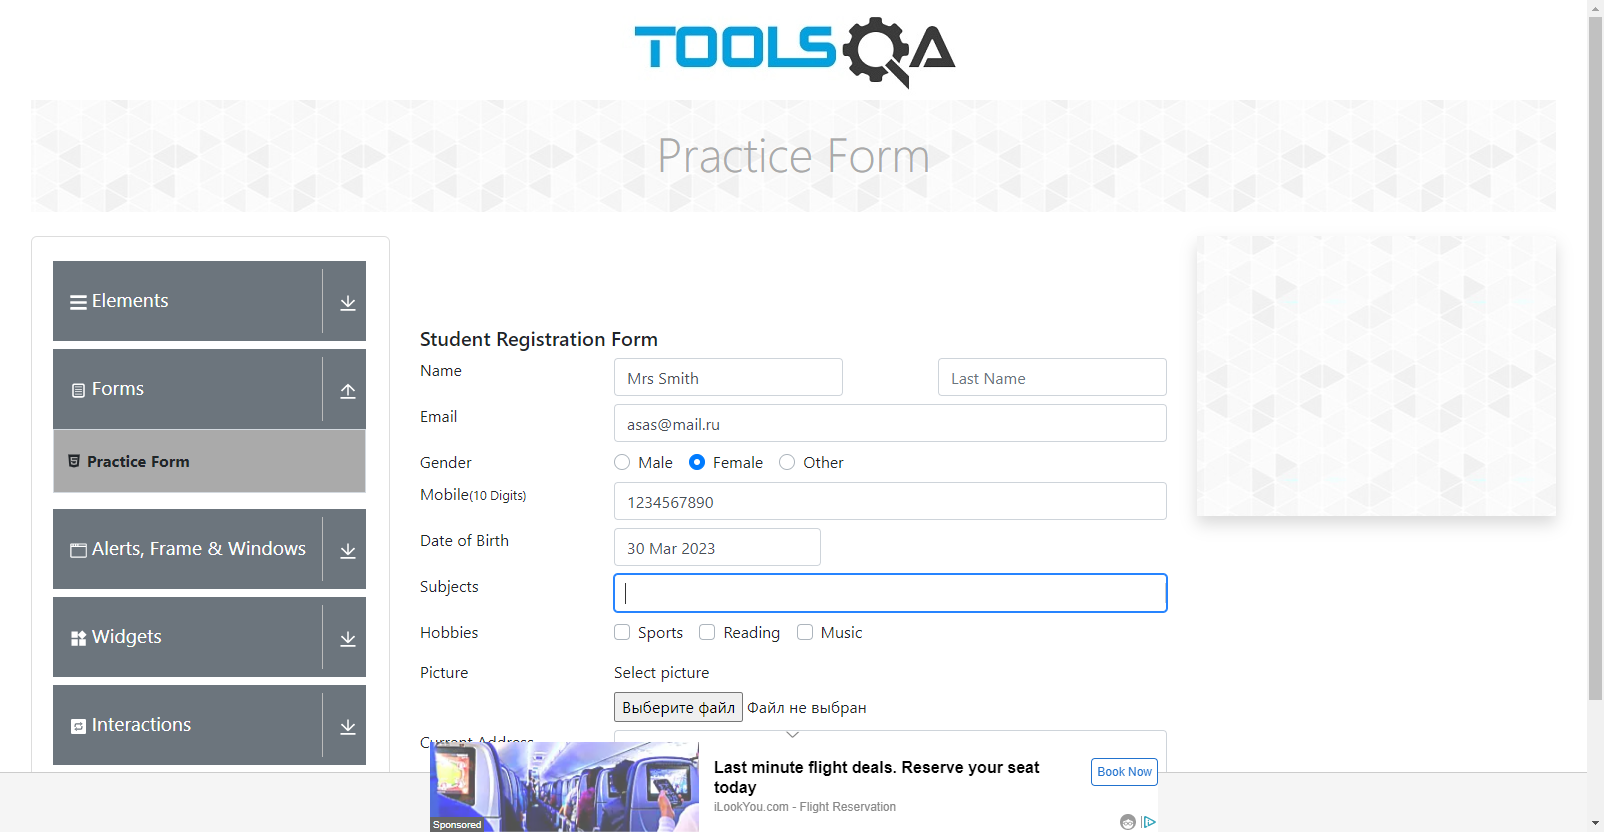 TOOLSQA
Practice Form
Elements
Forms
Practice Form
Alerts, Frame & Windows
Widgets
Interactions
Student Registration Form
Name
Mrs Smith
Last Name
Email
asas@mail.ru
Gender
Male
Female
Other
Mobile(10 Digits)
1234567890
Date of Birth
30 Mar 2023
Subjects
Hobbies
Sports
Reading
Music
Picture
Select picture
Выберите файл
Файл не выбран
Current Address
Last minute flight deals. Reserve your seat
today
iLookYou.com - Flight Reservation
Book Now
Sponsored